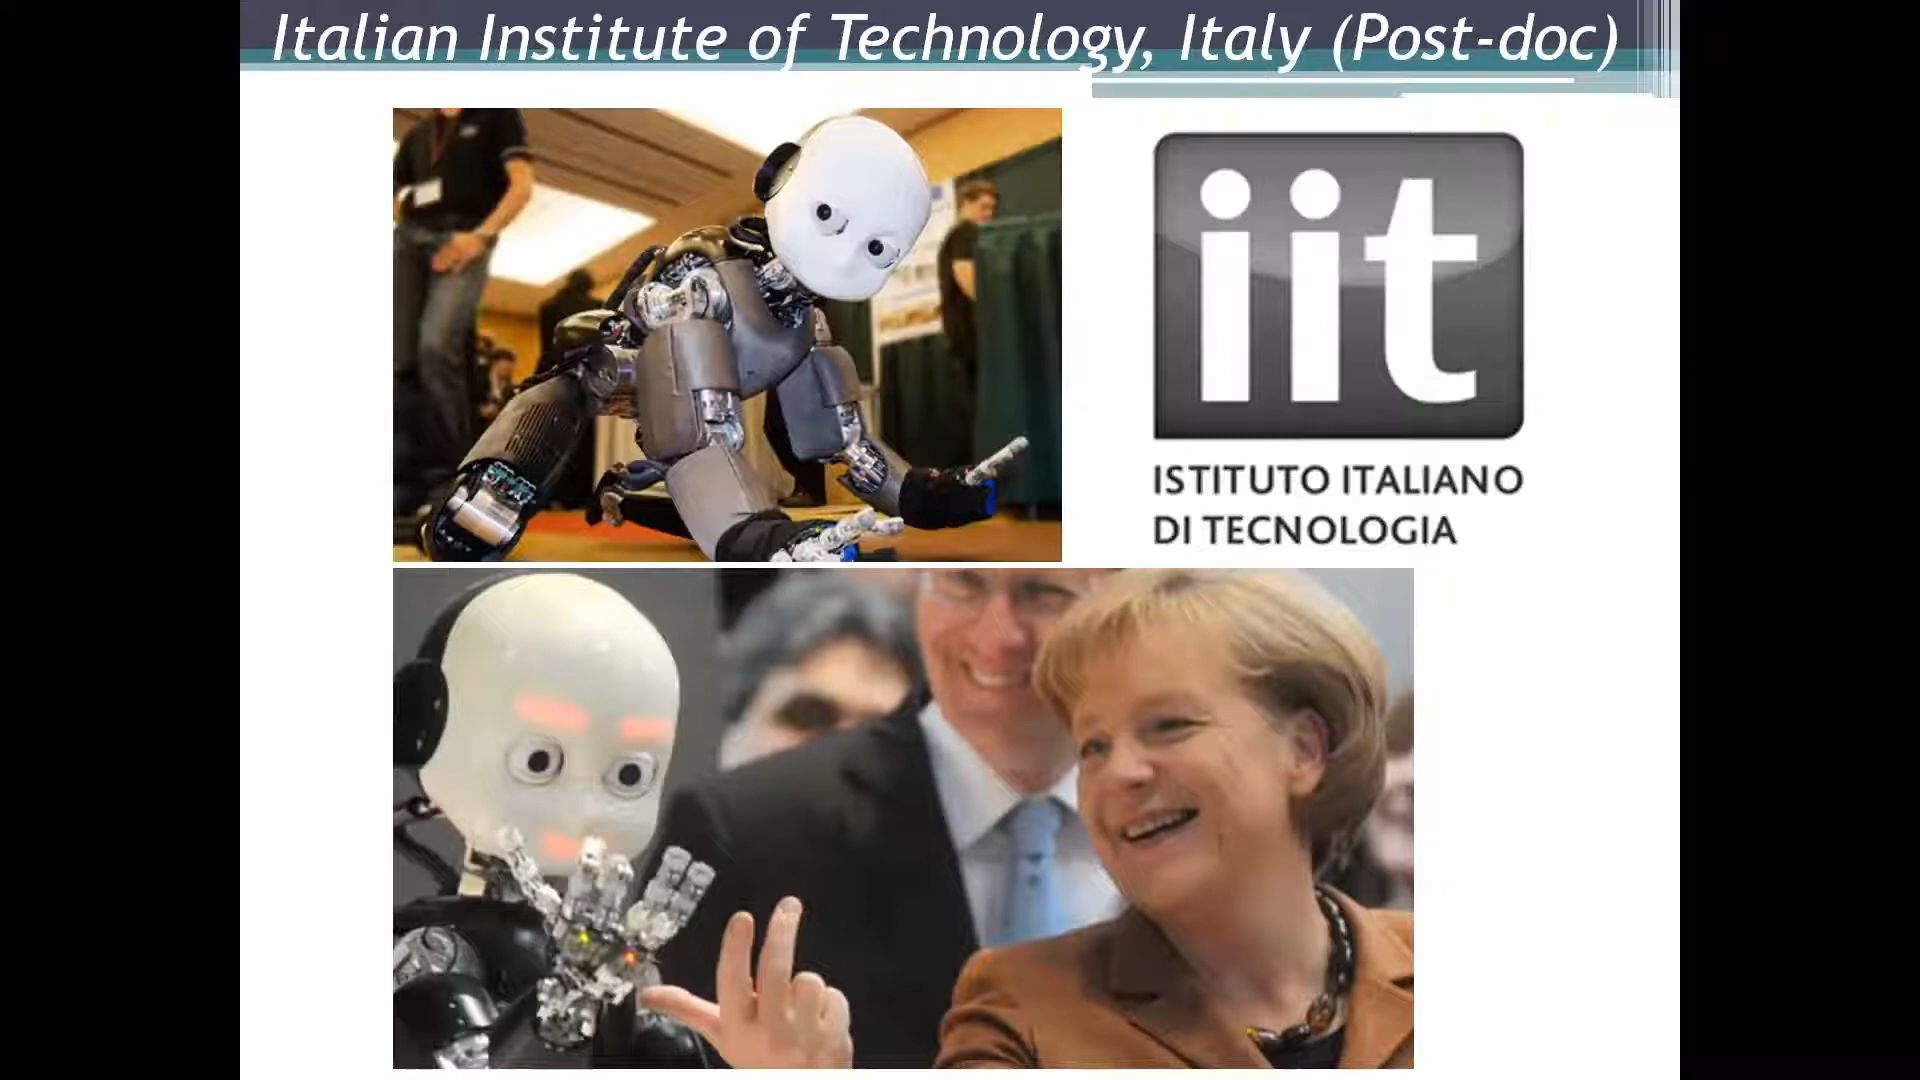 Italian Institute of Technology, Italy (Post-doc)
iit
ISTITUTO ITALIANO
DI TECNOLOGIA